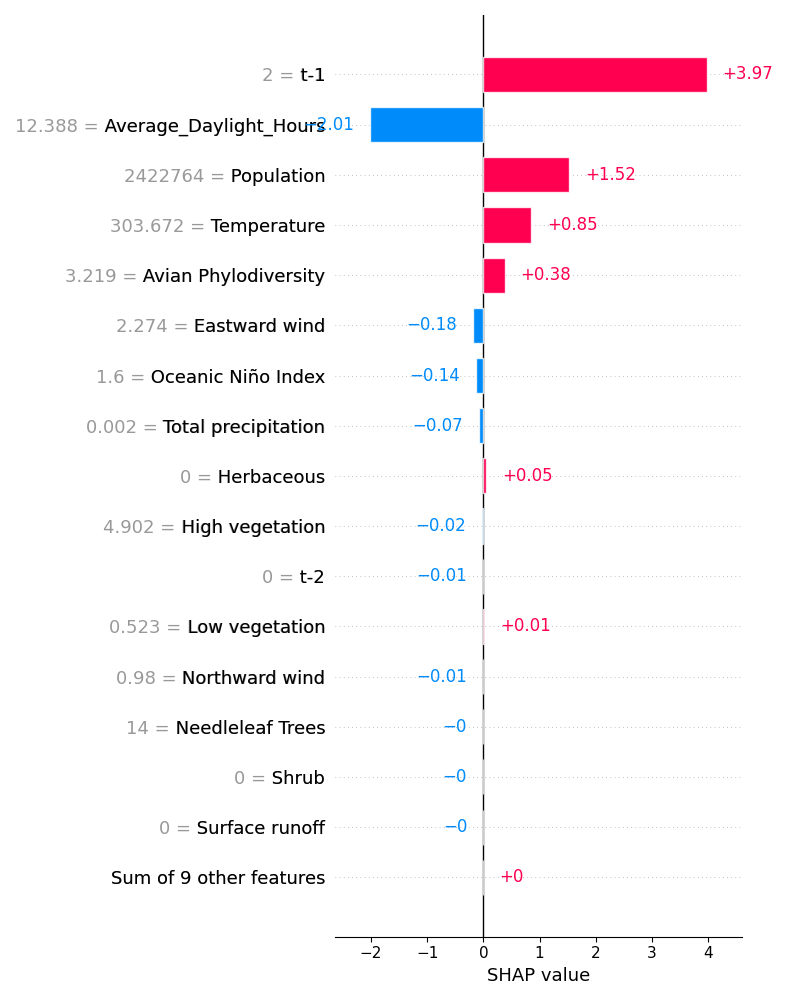 2 = t-1 +3.97
12.388 = Average_Daylight_Hours −2.01
2422764 = Population +1.52
303.672 = Temperature +0.85
3.219 = Avian Phylodiversity +0.38
2.274 = Eastward wind −0.18
1.6 = Oceanic Niño Index −0.14
0.002 = Total precipitation −0.07
0 = Herbaceous +0.05
4.902 = High vegetation −0.02
0 = t-2 −0.01
0.523 = Low vegetation +0.01
0.98 = Northward wind −0.01
14 = Needleleaf Trees −0
0 = Shrub −0
0 = Surface runoff −0
Sum of 9 other features +0
−2 −1 0 1 2 3 4
SHAP value